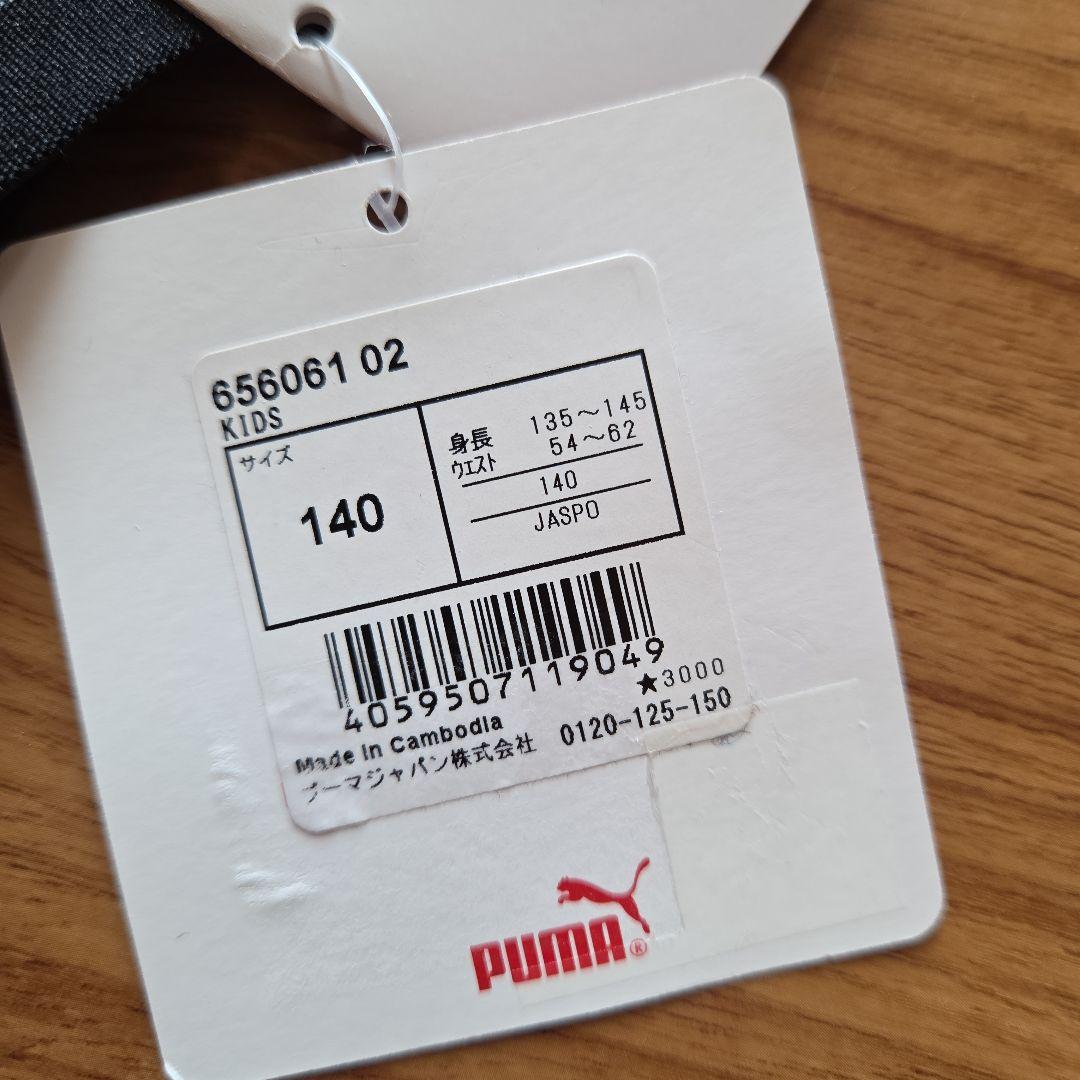 656061 02
KIDS
サイズ
140
身長 135～145
ウエスト 54～62
140
JASPO
4059507119049
★3000
Made in Cambodia
プーマジャパン株式会社 0120-125-150
PUMA®